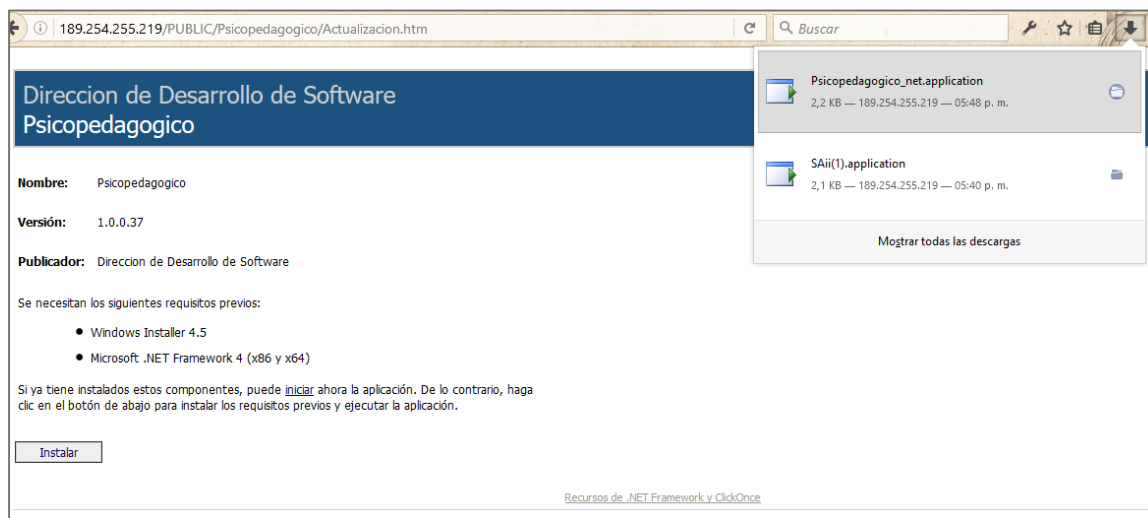 189.254.255.219/PUBLIC/Psicopedagogico/Actualizacion.htm
Buscar
Psicopedagogico_net.application
2,2 KB — 189.254.255.219 — 05:48 p. m.
SAii(1).application
2,1 KB — 189.254.255.219 — 05:40 p. m.
Mostrar todas las descargas
Direccion de Desarrollo de Software
Psicopedagogico
Nombre: Psicopedagogico
Versión: 1.0.0.37
Publicador: Direccion de Desarrollo de Software
Se necesitan los siguientes requisitos previos:
• Windows Installer 4.5
• Microsoft .NET Framework 4 (x86 y x64)
Si ya tiene instalados estos componentes, puede iniciar ahora la aplicación. De lo contrario, haga
clic en el botón de abajo para instalar los requisitos previos y ejecutar la aplicación.
Instalar
Recursos de .NET Framework y ClickOnce